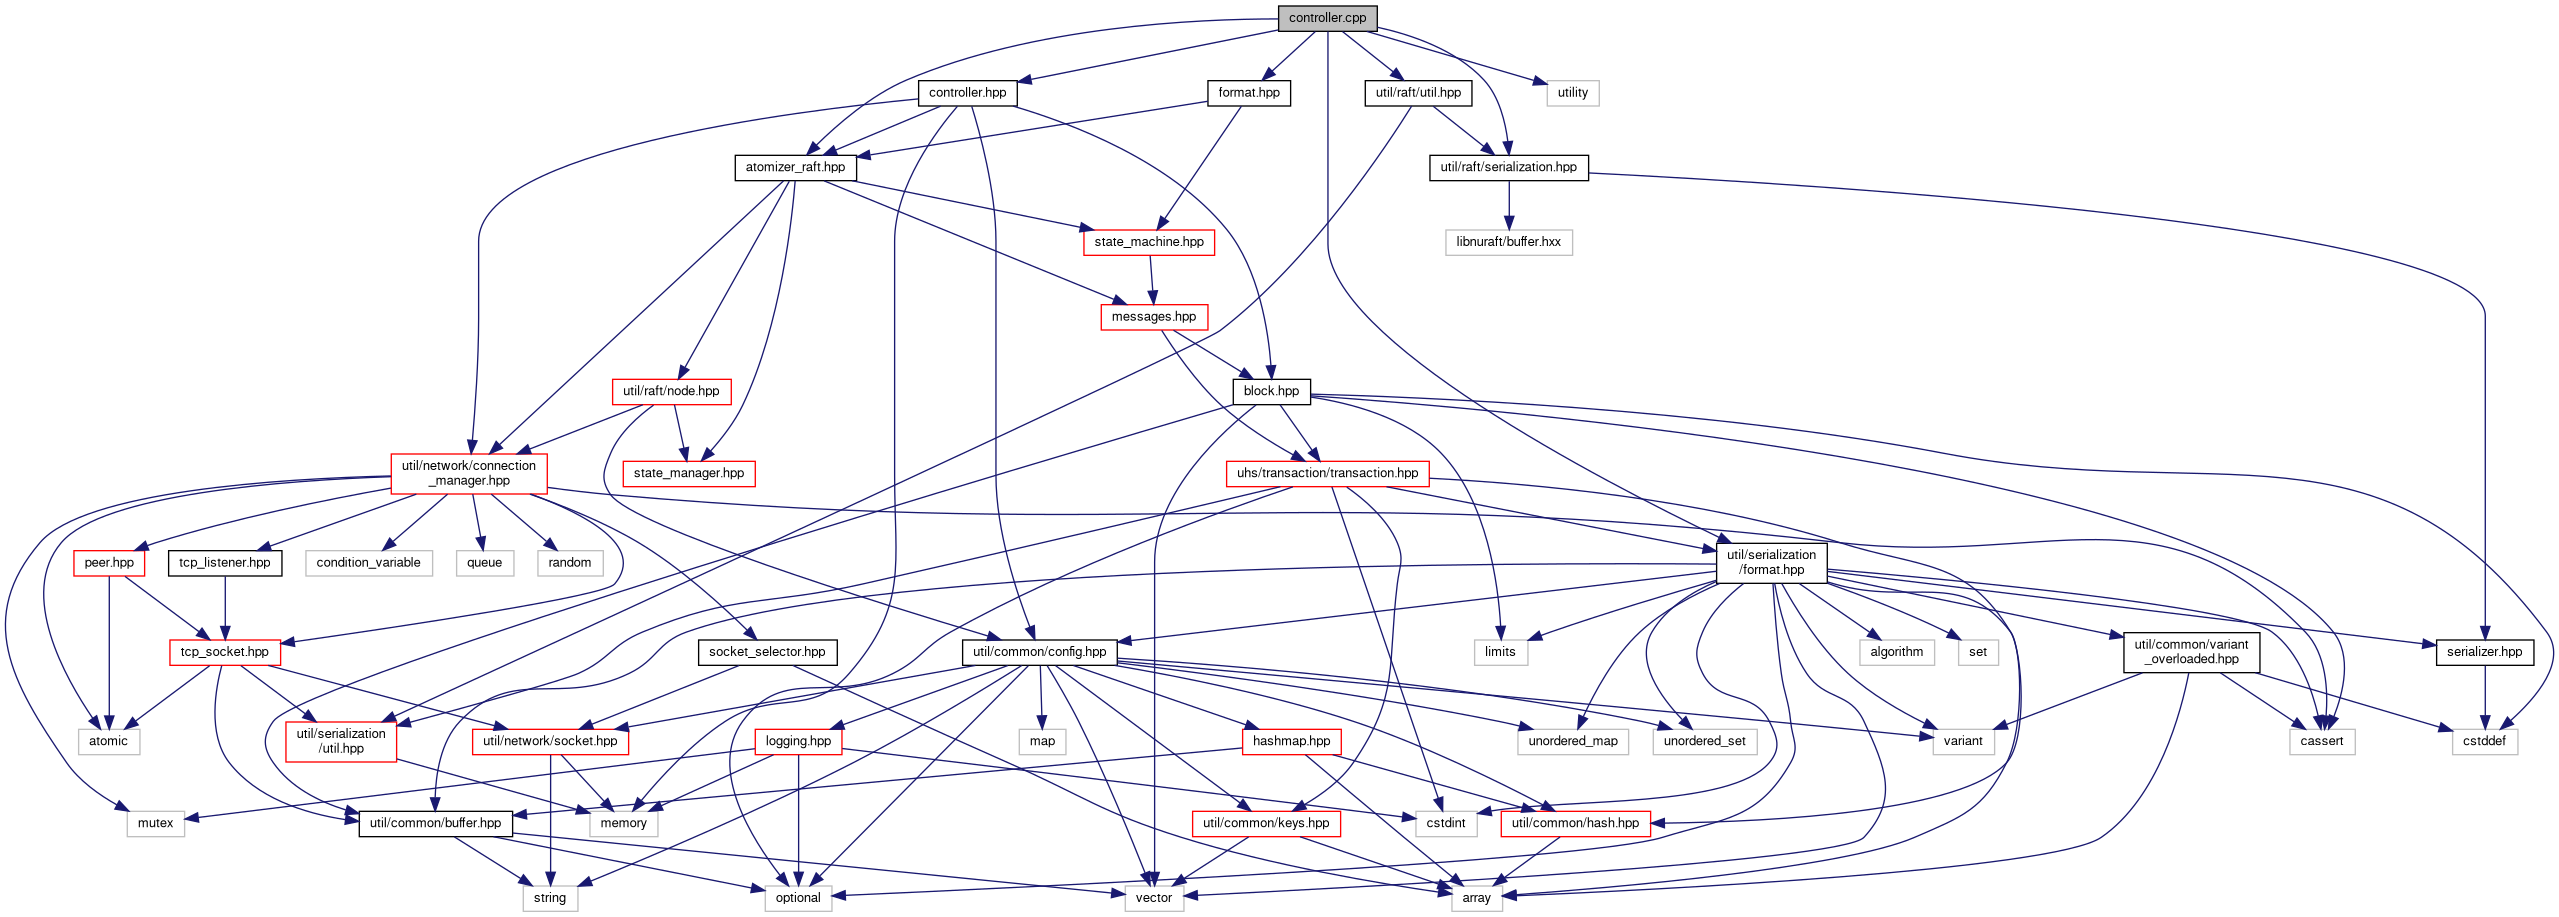 controller.cpp
controller.hpp
format.hpp
util/raft/util.hpp
utility
atomizer_raft.hpp
util/raft/serialization.hpp
state_machine.hpp
libnuraft/buffer.hxx
messages.hpp
util/raft/node.hpp
block.hpp
util/network/connection
_manager.hpp
state_manager.hpp
uhs/transaction/transaction.hpp
peer.hpp
tcp_listener.hpp
condition_variable
queue
random
util/serialization
/format.hpp
tcp_socket.hpp
socket_selector.hpp
util/common/config.hpp
limits
algorithm
set
util/common/variant
_overloaded.hpp
serializer.hpp
atomic
util/serialization
/util.hpp
util/network/socket.hpp
logging.hpp
map
hashmap.hpp
unordered_map
unordered_set
variant
cassert
cstddef
mutex
util/common/buffer.hpp
memory
util/common/keys.hpp
cstdint
util/common/hash.hpp
string
optional
vector
array